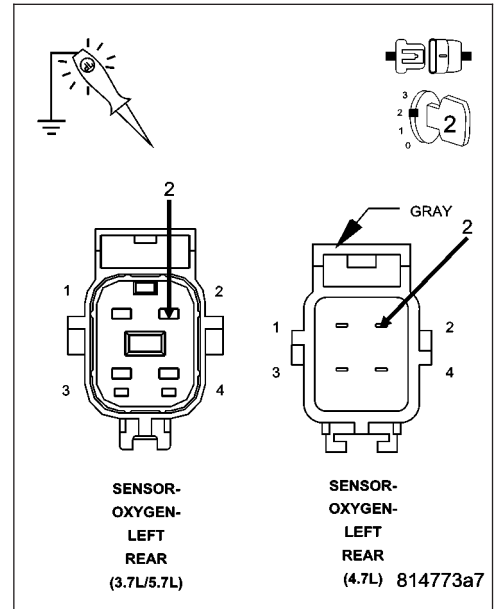 3
2
1
0
2
2
GRAY
2
1
2
3
4
1
2
3
4
SENSOR-
OXYGEN-
LEFT
REAR
(3.7L/5.7L)
SENSOR-
OXYGEN-
LEFT
REAR
(4.7L)
814773a7